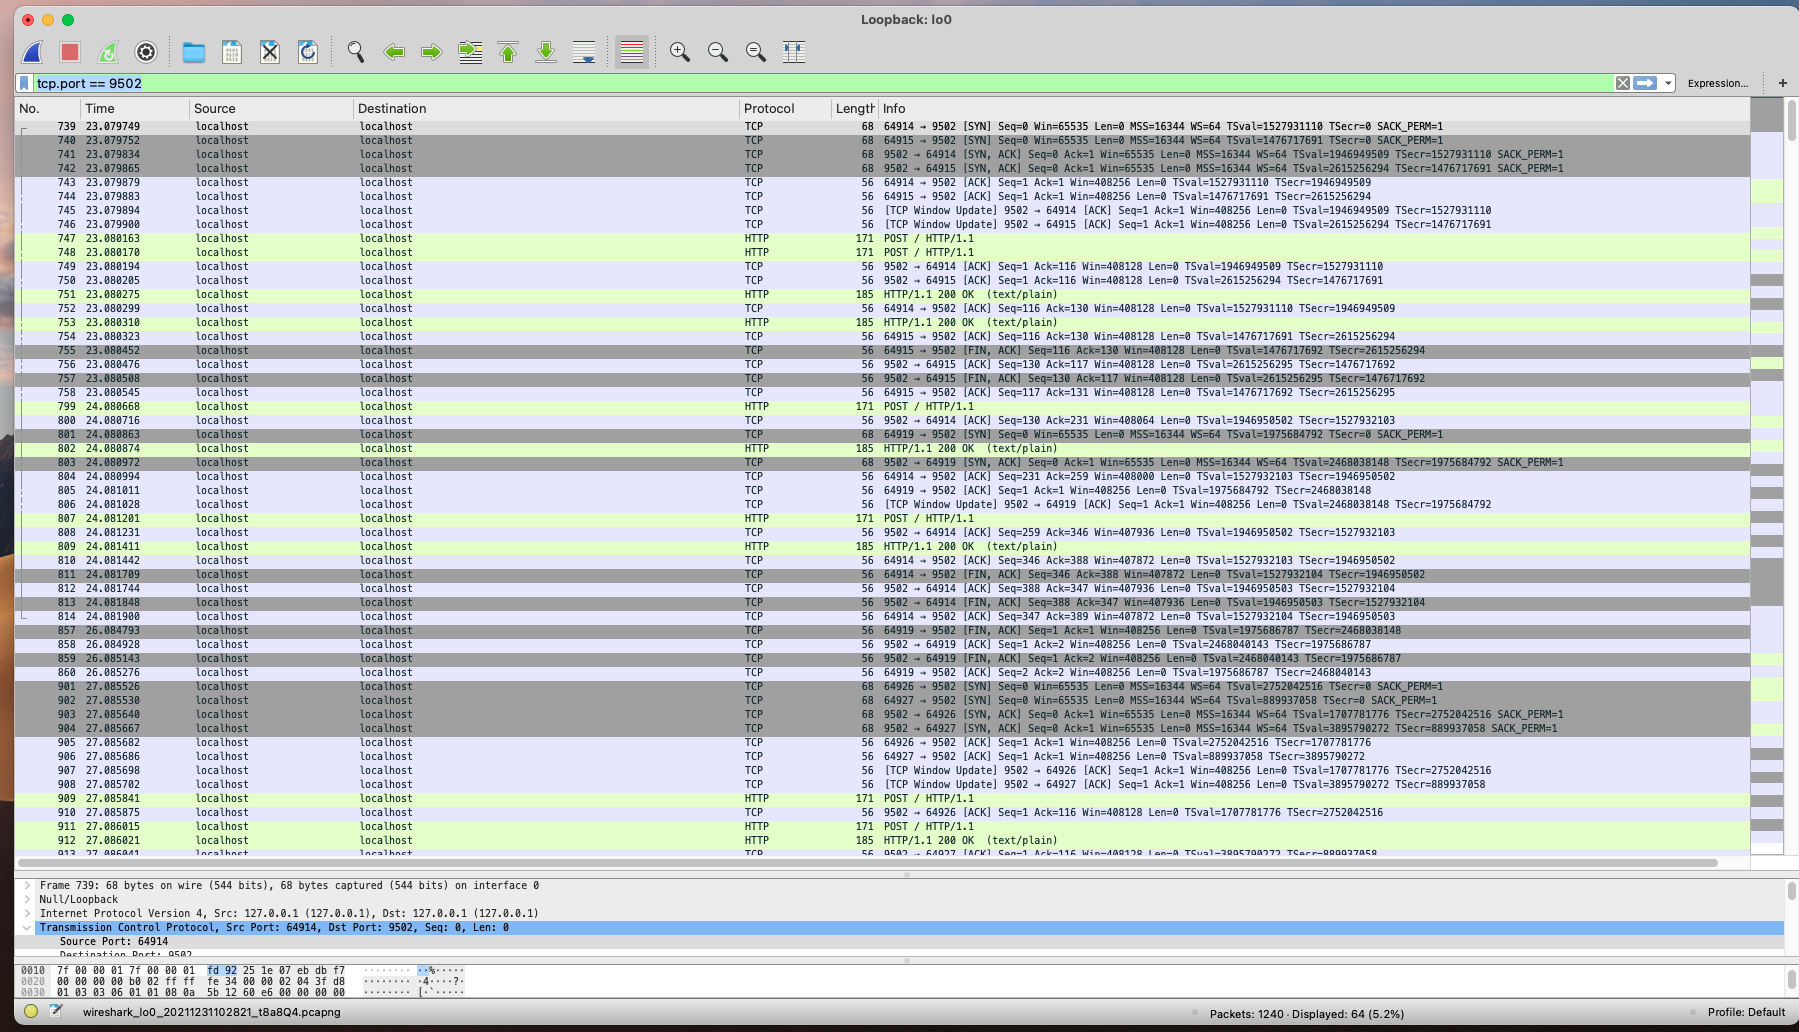 Loopback: lo0
tcp.port == 9502
Expression…
+
No. Time Source Destination Protocol Length Info
739 23.079749 localhost localhost TCP 68 64914 → 9502 [SYN] Seq=0 Win=65535 Len=0 MSS=16344 WS=64 TSval=1527931110 TSecr=0 SACK_PERM=1
740 23.079752 localhost localhost TCP 68 64915 → 9502 [SYN] Seq=0 Win=65535 Len=0 MSS=16344 WS=64 TSval=1476717691 TSecr=0 SACK_PERM=1
741 23.079834 localhost localhost TCP 68 9502 → 64914 [SYN, ACK] Seq=0 Ack=1 Win=65535 Len=0 MSS=16344 WS=64 TSval=1946949509 TSecr=1527931110 SACK_PERM=1
742 23.079865 localhost localhost TCP 68 9502 → 64915 [SYN, ACK] Seq=0 Ack=1 Win=65535 Len=0 MSS=16344 WS=64 TSval=2615256294 TSecr=1476717691 SACK_PERM=1
743 23.079879 localhost localhost TCP 56 64914 → 9502 [ACK] Seq=1 Ack=1 Win=408256 Len=0 TSval=1527931110 TSecr=1946949509
744 23.079883 localhost localhost TCP 56 64915 → 9502 [ACK] Seq=1 Ack=1 Win=408256 Len=0 TSval=1476717691 TSecr=2615256294
745 23.079894 localhost localhost TCP 56 [TCP Window Update] 9502 → 64914 [ACK] Seq=1 Ack=1 Win=408256 Len=0 TSval=1946949509 TSecr=1527931110
746 23.079900 localhost localhost TCP 56 [TCP Window Update] 9502 → 64915 [ACK] Seq=1 Ack=1 Win=408256 Len=0 TSval=2615256294 TSecr=1476717691
747 23.080163 localhost localhost HTTP 171 POST / HTTP/1.1
748 23.080170 localhost localhost HTTP 171 POST / HTTP/1.1
749 23.080194 localhost localhost TCP 56 9502 → 64914 [ACK] Seq=1 Ack=116 Win=408128 Len=0 TSval=1946949509 TSecr=1527931110
750 23.080205 localhost localhost TCP 56 9502 → 64915 [ACK] Seq=1 Ack=116 Win=408128 Len=0 TSval=2615256294 TSecr=1476717691
751 23.080275 localhost localhost HTTP 185 HTTP/1.1 200 OK (text/plain)
752 23.080299 localhost localhost TCP 56 64914 → 9502 [ACK] Seq=116 Ack=130 Win=408128 Len=0 TSval=1527931110 TSecr=1946949509
753 23.080310 localhost localhost HTTP 185 HTTP/1.1 200 OK (text/plain)
754 23.080323 localhost localhost TCP 56 64915 → 9502 [ACK] Seq=116 Ack=130 Win=408128 Len=0 TSval=1476717691 TSecr=2615256294
755 23.080452 localhost localhost TCP 56 64915 → 9502 [FIN, ACK] Seq=116 Ack=130 Win=408128 Len=0 TSval=1476717692 TSecr=2615256294
756 23.080476 localhost localhost TCP 56 9502 → 64915 [ACK] Seq=130 Ack=117 Win=408128 Len=0 TSval=2615256295 TSecr=1476717692
757 23.080508 localhost localhost TCP 56 9502 → 64915 [FIN, ACK] Seq=130 Ack=117 Win=408128 Len=0 TSval=2615256295 TSecr=1476717692
758 23.080545 localhost localhost TCP 56 64915 → 9502 [ACK] Seq=117 Ack=131 Win=408128 Len=0 TSval=1476717692 TSecr=2615256295
799 24.080668 localhost localhost HTTP 171 POST / HTTP/1.1
800 24.080716 localhost localhost TCP 56 9502 → 64914 [ACK] Seq=130 Ack=231 Win=408064 Len=0 TSval=1946950502 TSecr=1527932103
801 24.080863 localhost localhost TCP 68 64919 → 9502 [SYN] Seq=0 Win=65535 Len=0 MSS=16344 WS=64 TSval=1975684792 TSecr=0 SACK_PERM=1
802 24.080874 localhost localhost HTTP 185 HTTP/1.1 200 OK (text/plain)
803 24.080972 localhost localhost TCP 68 9502 → 64919 [SYN, ACK] Seq=0 Ack=1 Win=65535 Len=0 MSS=16344 WS=64 TSval=2468038148 TSecr=1975684792 SACK_PERM=1
804 24.080994 localhost localhost TCP 56 64914 → 9502 [ACK] Seq=231 Ack=259 Win=408000 Len=0 TSval=1527932103 TSecr=1946950502
805 24.081011 localhost localhost TCP 56 64919 → 9502 [ACK] Seq=1 Ack=1 Win=408256 Len=0 TSval=1975684792 TSecr=2468038148
806 24.081028 localhost localhost TCP 56 [TCP Window Update] 9502 → 64919 [ACK] Seq=1 Ack=1 Win=408256 Len=0 TSval=2468038148 TSecr=1975684792
807 24.081201 localhost localhost HTTP 171 POST / HTTP/1.1
808 24.081231 localhost localhost TCP 56 9502 → 64914 [ACK] Seq=259 Ack=346 Win=407936 Len=0 TSval=1946950502 TSecr=1527932103
809 24.081411 localhost localhost HTTP 185 HTTP/1.1 200 OK (text/plain)
810 24.081442 localhost localhost TCP 56 64914 → 9502 [ACK] Seq=346 Ack=388 Win=407872 Len=0 TSval=1527932103 TSecr=1946950502
811 24.081709 localhost localhost TCP 56 64914 → 9502 [FIN, ACK] Seq=346 Ack=388 Win=407872 Len=0 TSval=1527932104 TSecr=1946950502
812 24.081744 localhost localhost TCP 56 9502 → 64914 [ACK] Seq=388 Ack=347 Win=407936 Len=0 TSval=1946950503 TSecr=1527932104
813 24.081848 localhost localhost TCP 56 9502 → 64914 [FIN, ACK] Seq=388 Ack=347 Win=407936 Len=0 TSval=1946950503 TSecr=1527932104
814 24.081900 localhost localhost TCP 56 64914 → 9502 [ACK] Seq=347 Ack=389 Win=407872 Len=0 TSval=1527932104 TSecr=1946950503
857 26.084793 localhost localhost TCP 56 64919 → 9502 [FIN, ACK] Seq=1 Ack=1 Win=408256 Len=0 TSval=1975686787 TSecr=2468038148
858 26.084928 localhost localhost TCP 56 9502 → 64919 [ACK] Seq=1 Ack=2 Win=408256 Len=0 TSval=2468040143 TSecr=1975686787
859 26.085143 localhost localhost TCP 56 9502 → 64919 [FIN, ACK] Seq=1 Ack=2 Win=408256 Len=0 TSval=2468040143 TSecr=1975686787
860 26.085276 localhost localhost TCP 56 64919 → 9502 [ACK] Seq=2 Ack=2 Win=408256 Len=0 TSval=1975686787 TSecr=2468040143
901 27.085526 localhost localhost TCP 68 64926 → 9502 [SYN] Seq=0 Win=65535 Len=0 MSS=16344 WS=64 TSval=2752042516 TSecr=0 SACK_PERM=1
902 27.085530 localhost localhost TCP 68 64927 → 9502 [SYN] Seq=0 Win=65535 Len=0 MSS=16344 WS=64 TSval=889937058 TSecr=0 SACK_PERM=1
903 27.085640 localhost localhost TCP 68 9502 → 64926 [SYN, ACK] Seq=0 Ack=1 Win=65535 Len=0 MSS=16344 WS=64 TSval=1707781776 TSecr=2752042516 SACK_PERM=1
904 27.085667 localhost localhost TCP 68 9502 → 64927 [SYN, ACK] Seq=0 Ack=1 Win=65535 Len=0 MSS=16344 WS=64 TSval=3895790272 TSecr=889937058 SACK_PERM=1
905 27.085682 localhost localhost TCP 56 64926 → 9502 [ACK] Seq=1 Ack=1 Win=408256 Len=0 TSval=2752042516 TSecr=1707781776
906 27.085686 localhost localhost TCP 56 64927 → 9502 [ACK] Seq=1 Ack=1 Win=408256 Len=0 TSval=889937058 TSecr=3895790272
907 27.085698 localhost localhost TCP 56 [TCP Window Update] 9502 → 64926 [ACK] Seq=1 Ack=1 Win=408256 Len=0 TSval=1707781776 TSecr=2752042516
908 27.085702 localhost localhost TCP 56 [TCP Window Update] 9502 → 64927 [ACK] Seq=1 Ack=1 Win=408256 Len=0 TSval=3895790272 TSecr=889937058
909 27.085841 localhost localhost HTTP 171 POST / HTTP/1.1
910 27.085875 localhost localhost TCP 56 9502 → 64926 [ACK] Seq=1 Ack=116 Win=408128 Len=0 TSval=1707781776 TSecr=2752042516
911 27.086015 localhost localhost HTTP 171 POST / HTTP/1.1
912 27.086021 localhost localhost HTTP 185 HTTP/1.1 200 OK (text/plain)
913 27.086041 localhost localhost TCP 56 9502 → 64927 [ACK] Seq=1 Ack=116 Win=408128 Len=0 TSval=3895790272 TSecr=889937058
Frame 739: 68 bytes on wire (544 bits), 68 bytes captured (544 bits) on interface 0
Null/Loopback
Internet Protocol Version 4, Src: 127.0.0.1 (127.0.0.1), Dst: 127.0.0.1 (127.0.0.1)
Transmission Control Protocol, Src Port: 64914, Dst Port: 9502, Seq: 0, Len: 0
Source Port: 64914
Destination Port: 9502
0010 7f 00 00 01 7f 00 00 01 fd 92 25 1e 07 eb db f7 ········ ··%·····
0020 00 00 00 00 b0 02 ff ff fe 34 00 00 02 04 3f d8 ········ ·4····?·
0030 01 03 03 06 01 01 08 0a 5b 12 60 e6 00 00 00 00 ········ [·`·····
wireshark_lo0_20211231102821_t8a8Q4.pcapng
Packets: 1240 · Displayed: 64 (5.2%)
Profile: Default